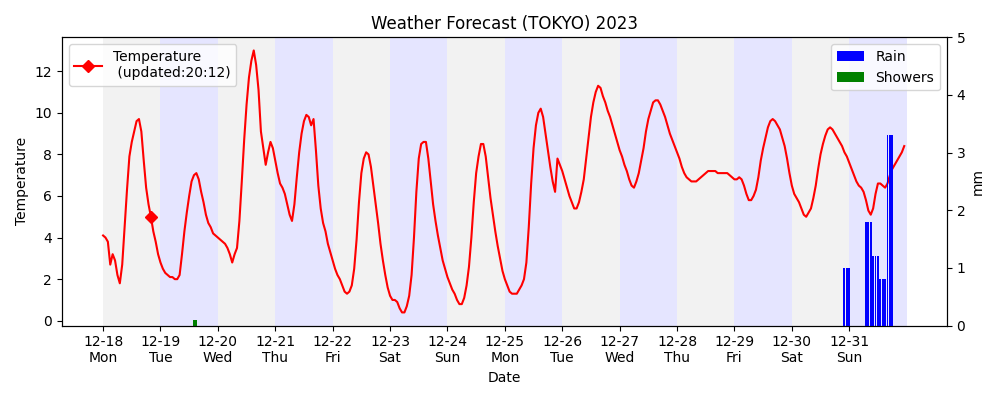 Weather Forecast (TOKYO) 2023
Temperature
(updated:20:12)
Rain
Showers
Temperature
12
10
8
6
4
2
0
5
4
3
2
1
0
mm
12-18 12-19 12-20 12-21 12-22 12-23 12-24 12-25 12-26 12-27 12-28 12-29 12-30 12-31
Mon Tue Wed Thu Fri Sat Sun Mon Tue Wed Thu Fri Sat Sun
Date